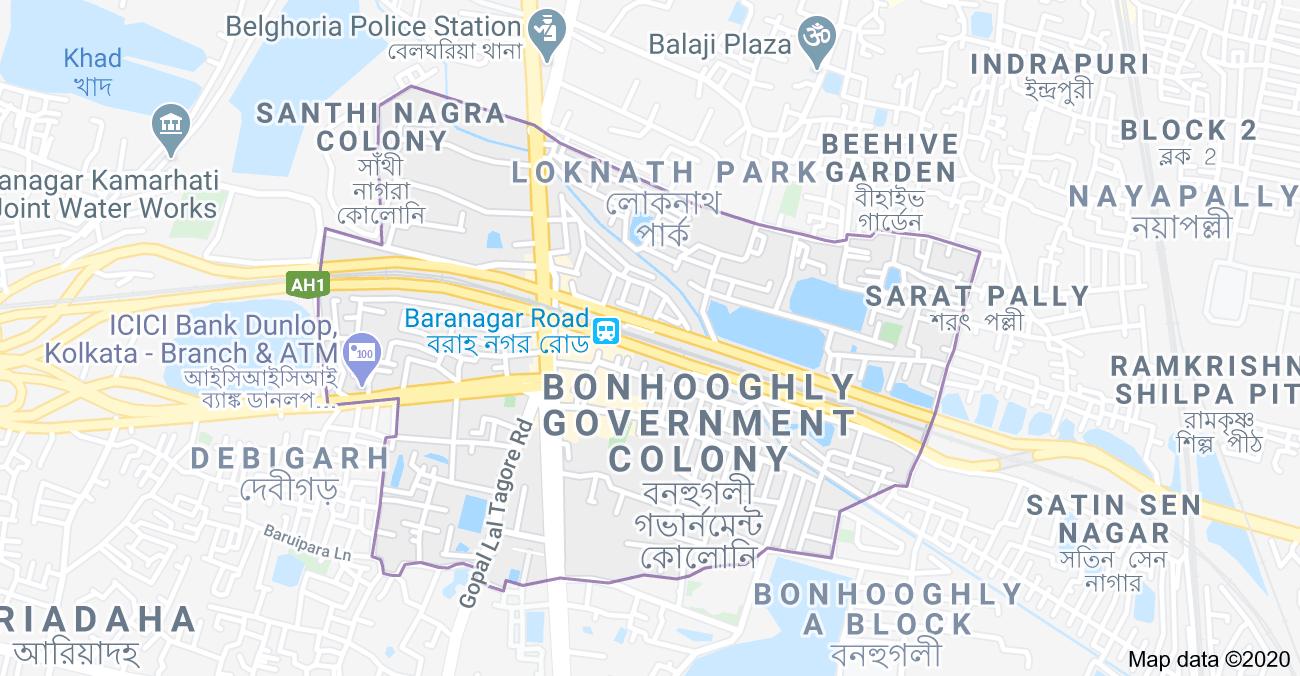 Belghoria Police Station
বেলঘরিয়া থানা
Balaji Plaza
Khad
খাদ
INDRAPURI
ইন্দ্রপুরী
SANTHI NAGRA
COLONY
সাঁথী
নাগরা
কোলোনি
BLOCK 2
ব্লক 2
BEEHIVE
GARDEN
বীহাইভ
গার্ডেন
LOKNATH PARK
লোকনাথ
পার্ক
anagar Kamarhati
Joint Water Works
NAYAPALLY
নয়াপল্লী
AH1
SARAT PALLY
শরৎ পল্লী
Baranagar Road
বরাহ নগর রোড
ICICI Bank Dunlop,
Kolkata - Branch & ATM
আইসিআইসিআই
ব্যাঙ্ক ডানলপ...
100
RAMKRISHN
SHILPA PIT
রামকৃষ্ণ
শিল্প পীঠ
BONHOOGHLY
GOVERNMENT
COLONY
বনহুগলী
গভার্নমেন্ট
কোলোনি
DEBIGARH
দেবীগড়
Gopal Lal Tagore Rd
Baruipara Ln
SATIN SEN
NAGAR
সতিন সেন
নাগার
BONHOOGHLY
A BLOCK
বনহুগলী
RIADAHA
আরিয়াদহ
Map data ©2020